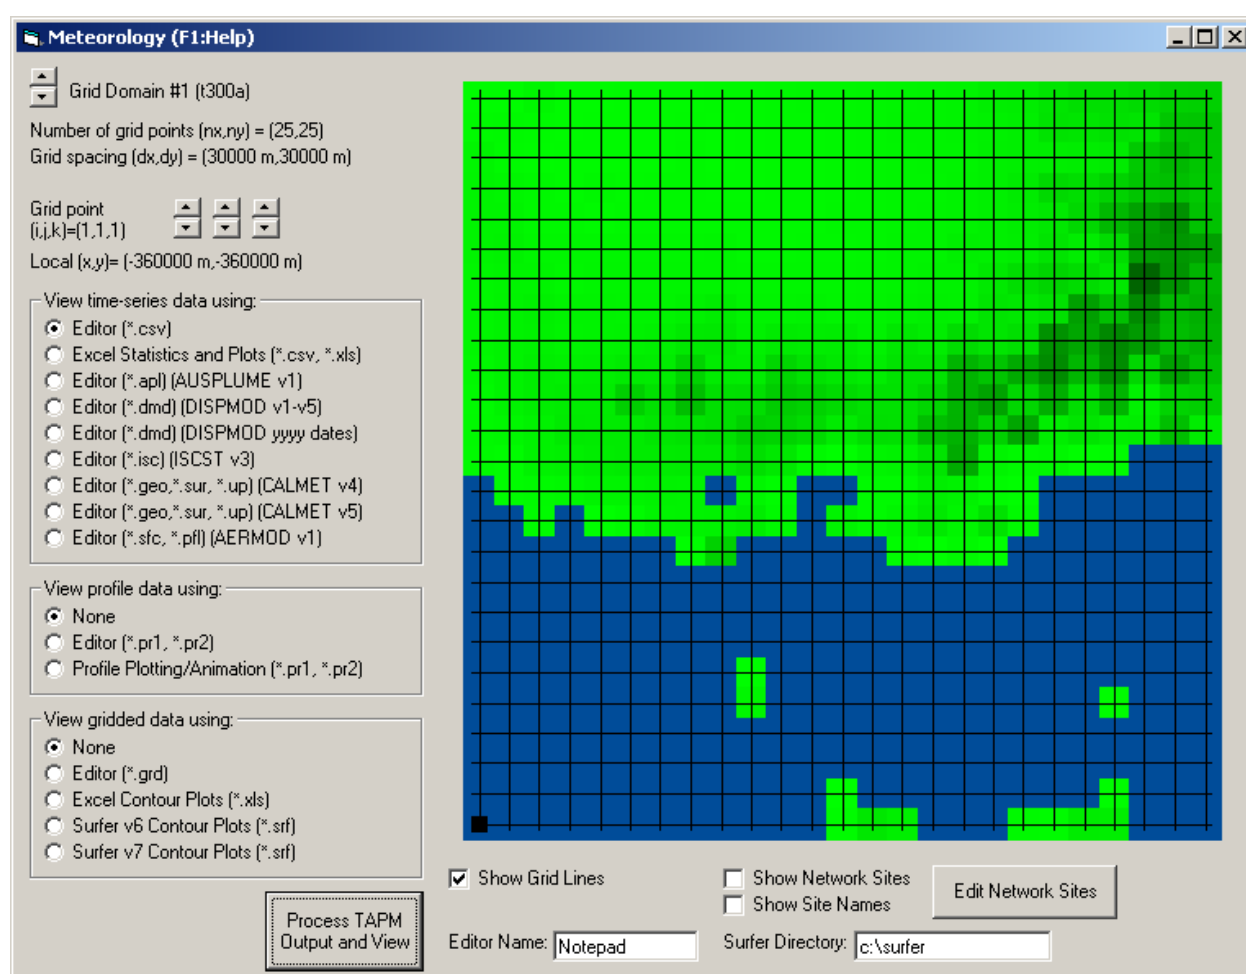 Meteorology (F1:Help)
Grid Domain #1 (t300a)
Number of grid points (nx,ny) = (25,25)
Grid spacing (dx,dy) = (30000 m,30000 m)
Grid point
(i,j,k)=(1,1,1)
Local (x,y)= (-360000 m,-360000 m)
View time-series data using:
Editor (*.csv)
Excel Statistics and Plots (*.csv, *.xls)
Editor (*.apl) (AUSPLUME v1)
Editor (*.dmd) (DISPMOD v1-v5)
Editor (*.dmd) (DISPMOD yyyy dates)
Editor (*.isc) (ISCST v3)
Editor (*.geo,*.sur, *.up) (CALMET v4)
Editor (*.geo,*.sur, *.up) (CALMET v5)
Editor (*.sfc, *.pfl) (AERMOD v1)
View profile data using:
None
Editor (*.pr1, *.pr2)
Profile Plotting/Animation (*.pr1, *.pr2)
View gridded data using:
None
Editor (*.grd)
Excel Contour Plots (*.xls)
Surfer v6 Contour Plots (*.srf)
Surfer v7 Contour Plots (*.srf)
Process TAPM
Output and View
Show Grid Lines
Show Network Sites
Show Site Names
Edit Network Sites
Editor Name: Notepad
Surfer Directory: c:\surfer